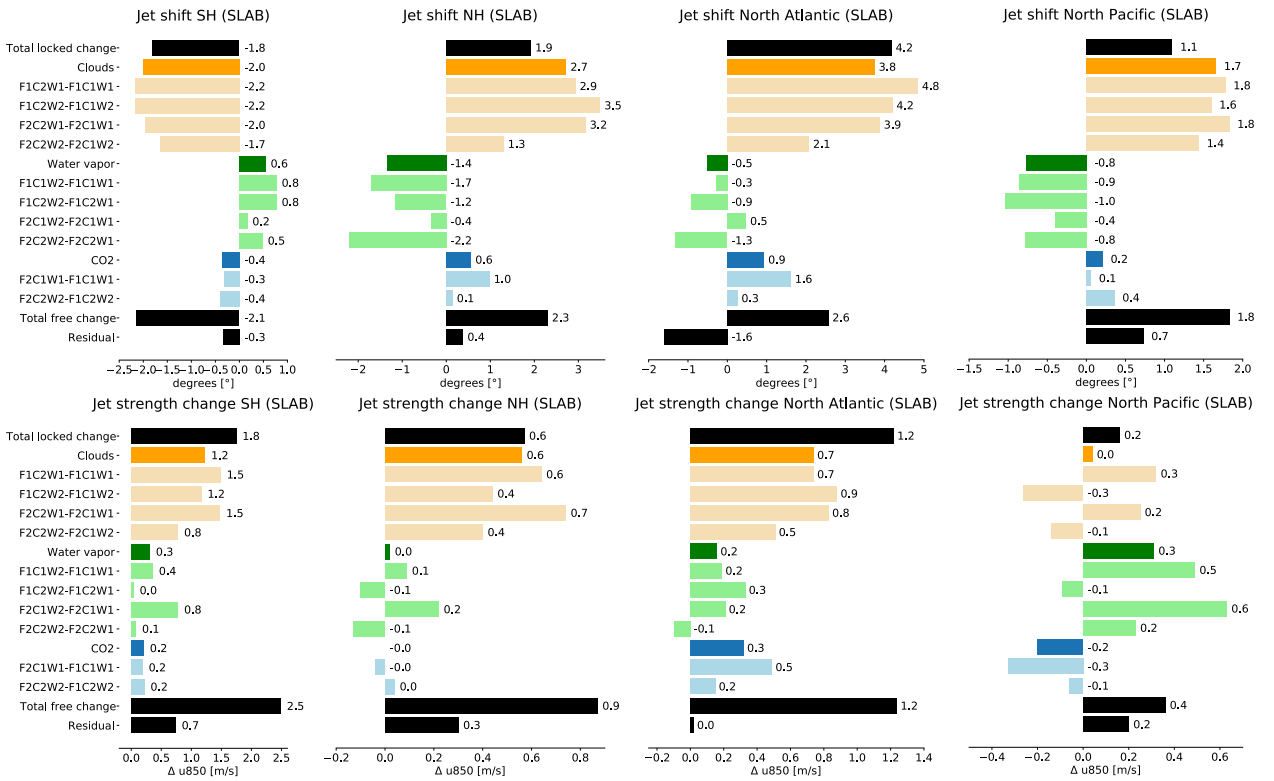 Jet shift SH (SLAB)
Total locked change
Clouds
F1C2W1-F1C1W1
F1C2W2-F1C1W2
F2C2W1-F2C1W1
F2C2W2-F2C1W2
Water vapor
F1C1W2-F1C1W1
F1C2W2-F1C2W1
F2C1W2-F2C1W1
F2C2W2-F2C2W1
CO2
F2C1W1-F1C1W1
F2C2W2-F1C2W2
Total free change
Residual
-1.8
-2.0
-2.2
-2.2
-2.0
-1.7
0.6
0.8
0.8
0.2
0.5
-0.4
-0.3
-0.4
-2.1
-0.3
−2.5 −1.5 −0.5 0.0 1.0
degrees [°]
Jet shift NH (SLAB)
1.9
2.7
2.9
3.5
3.2
1.3
-1.4
-1.7
-1.2
-0.4
-2.2
0.6
1.0
0.1
2.3
0.4
−2 −1 0 1 2 3
degrees [°]
Jet shift North Atlantic (SLAB)
4.2
3.8
4.8
4.2
3.9
2.1
-0.5
-0.3
-0.9
0.5
-1.3
0.9
1.6
0.3
2.6
-1.6
−2 −1 0 1 2 3 4 5
degrees [°]
Jet shift North Pacific (SLAB)
1.1
1.7
1.8
1.6
1.8
1.4
-0.8
-0.9
-1.0
-0.4
-0.8
0.2
0.1
0.4
1.8
0.7
−1.5 −1.0 −0.5 0.0 0.5 1.0 1.5 2.0
degrees [°]
Jet strength change SH (SLAB)
Total locked change
Clouds
F1C2W1-F1C1W1
F1C2W2-F1C1W2
F2C2W1-F2C1W1
F2C2W2-F2C1W2
Water vapor
F1C1W2-F1C1W1
F1C2W2-F1C2W1
F2C1W2-F2C1W1
F2C2W2-F2C2W1
CO2
F2C1W1-F1C1W1
F2C2W2-F1C2W2
Total free change
Residual
1.8
1.2
1.5
1.2
1.5
0.8
0.3
0.4
0.0
0.8
0.1
0.2
0.2
0.2
2.5
0.7
0.0 0.5 1.0 1.5 2.0 2.5
Δ u850 [m/s]
Jet strength change NH (SLAB)
0.6
0.6
0.6
0.4
0.7
0.4
0.0
0.1
-0.1
0.2
-0.1
-0.0
-0.0
0.0
0.9
0.3
−0.2 0.0 0.2 0.4 0.6 0.8
Δ u850 [m/s]
Jet strength change North Atlantic (SLAB)
1.2
0.7
0.7
0.9
0.8
0.5
0.2
0.2
0.3
0.2
-0.1
0.3
0.5
0.2
1.2
0.0
−0.2 0.0 0.2 0.4 0.6 0.8 1.0 1.2 1.4
Δ u850 [m/s]
Jet strength change North Pacific (SLAB)
0.2
0.0
0.3
-0.3
0.2
-0.1
0.3
0.5
-0.1
0.6
0.2
-0.2
-0.3
-0.1
0.4
0.2
−0.2 0.0 0.2 0.4 0.6
Δ u850 [m/s]